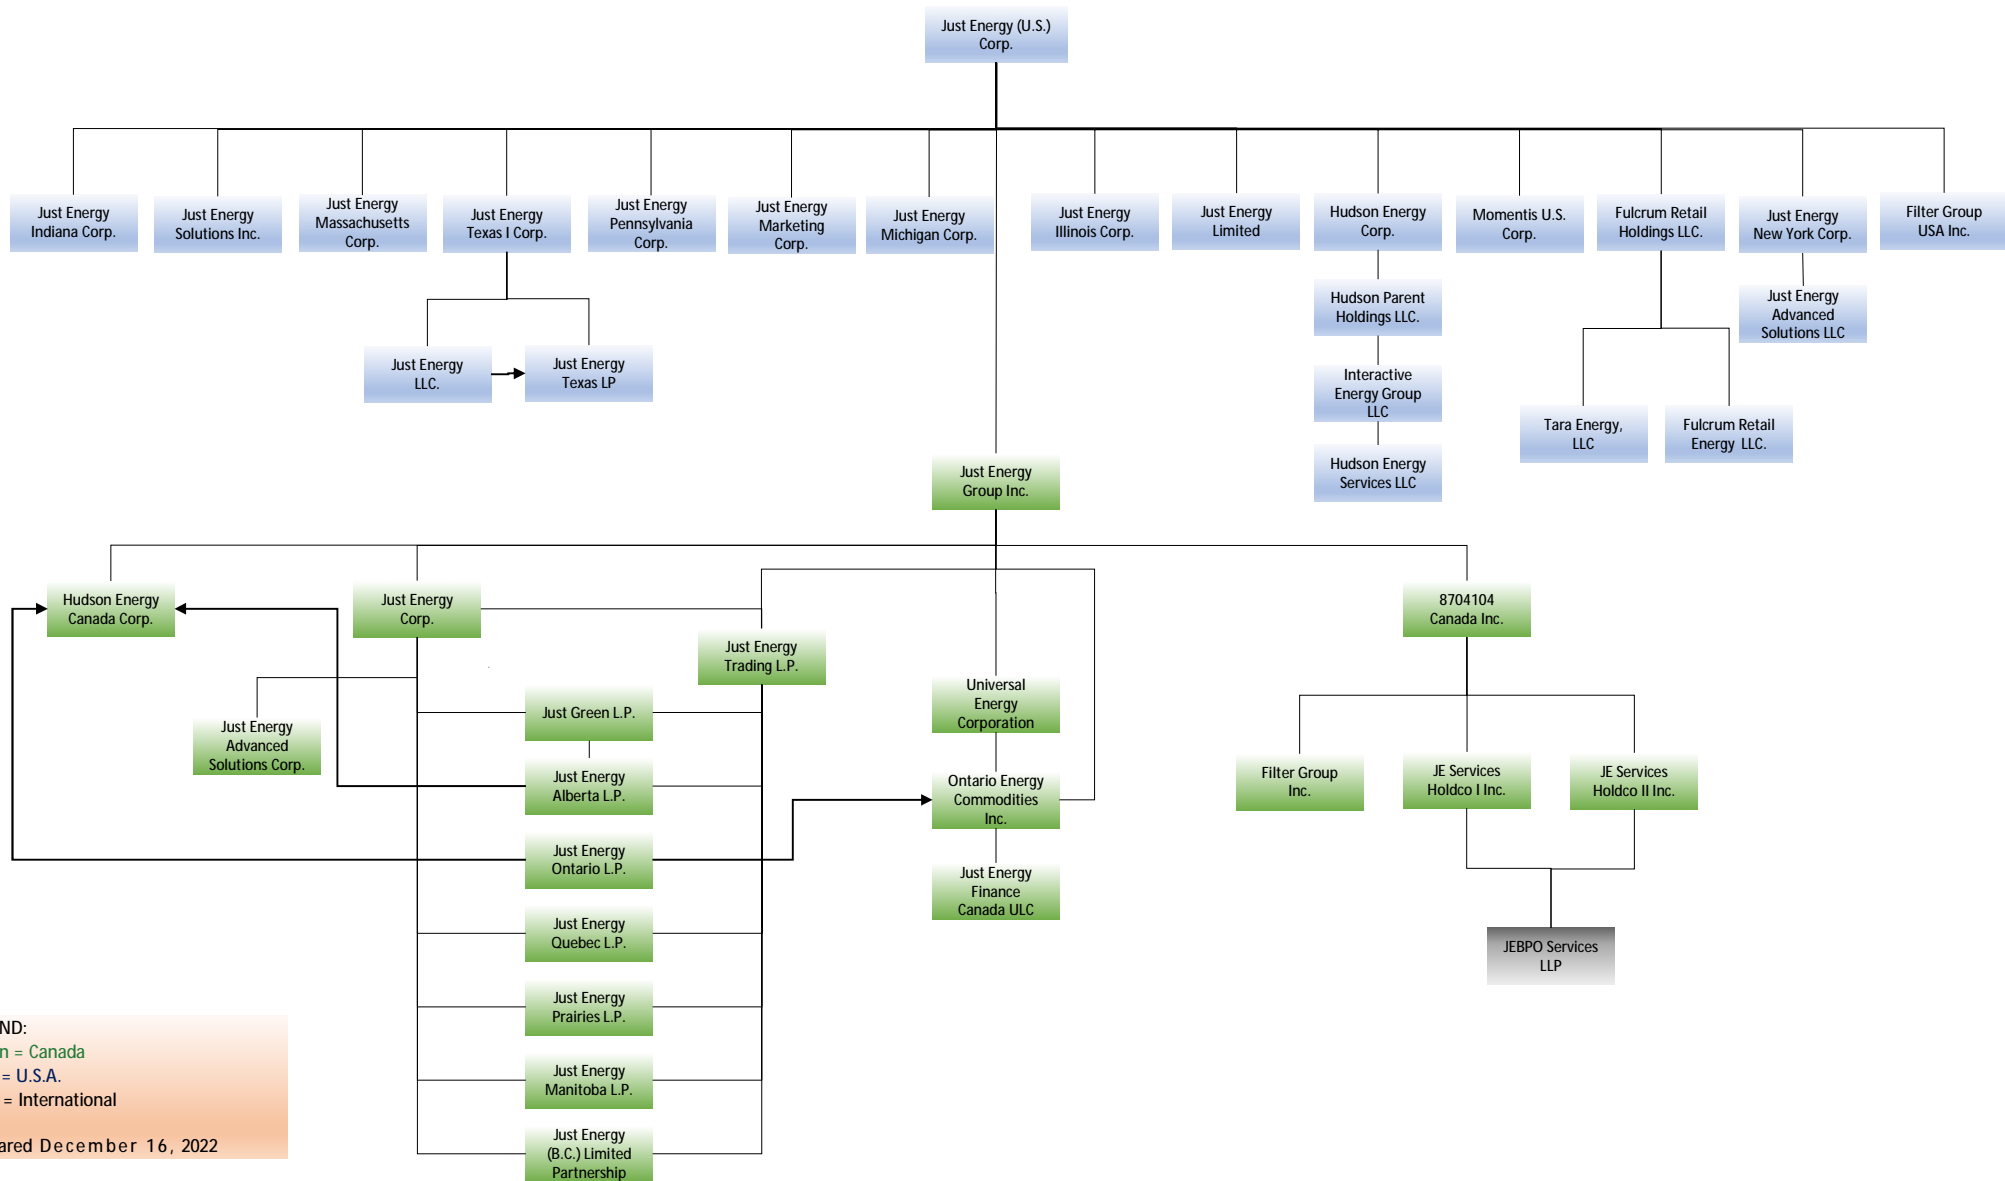 Just Energy (U.S.)
Corp.
Just Energy
Indiana Corp.
Just Energy
Solutions Inc.
Just Energy
Massachusetts
Corp.
Just Energy
Texas I Corp.
Just Energy
Pennsylvania
Corp.
Just Energy
Marketing
Corp.
Just Energy
Michigan Corp.
Just Energy
Illinois Corp.
Just Energy
Limited
Hudson Energy
Corp.
Momentis U.S.
Corp.
Fulcrum Retail
Holdings LLC.
Just Energy
New York Corp.
Filter Group
USA Inc.
Hudson Parent
Holdings LLC.
Just Energy
Advanced
Solutions LLC
Just Energy
LLC.
Just Energy
Texas LP
Interactive
Energy Group
LLC
Tara Energy,
LLC
Fulcrum Retail
Energy LLC.
Hudson Energy
Services LLC
Just Energy
Group Inc.
Hudson Energy
Canada Corp.
Just Energy
Corp.
8704104
Canada Inc.
Just Energy
Trading L.P.
Just Green L.P.
Universal
Energy
Corporation
Just Energy
Advanced
Solutions Corp.
Just Energy
Alberta L.P.
Ontario Energy
Commodities
Inc.
Filter Group
Inc.
JE Services
Holdco I Inc.
JE Services
Holdco II Inc.
Just Energy
Ontario L.P.
Just Energy
Finance
Canada ULC
Just Energy
Quebec L.P.
JEBPO Services
LLP
Just Energy
Prairies L.P.
Just Energy
Manitoba L.P.
Just Energy
(B.C.) Limited
Partnership
ND:
n = Canada
= U.S.A.
= International
ared December 16, 2022